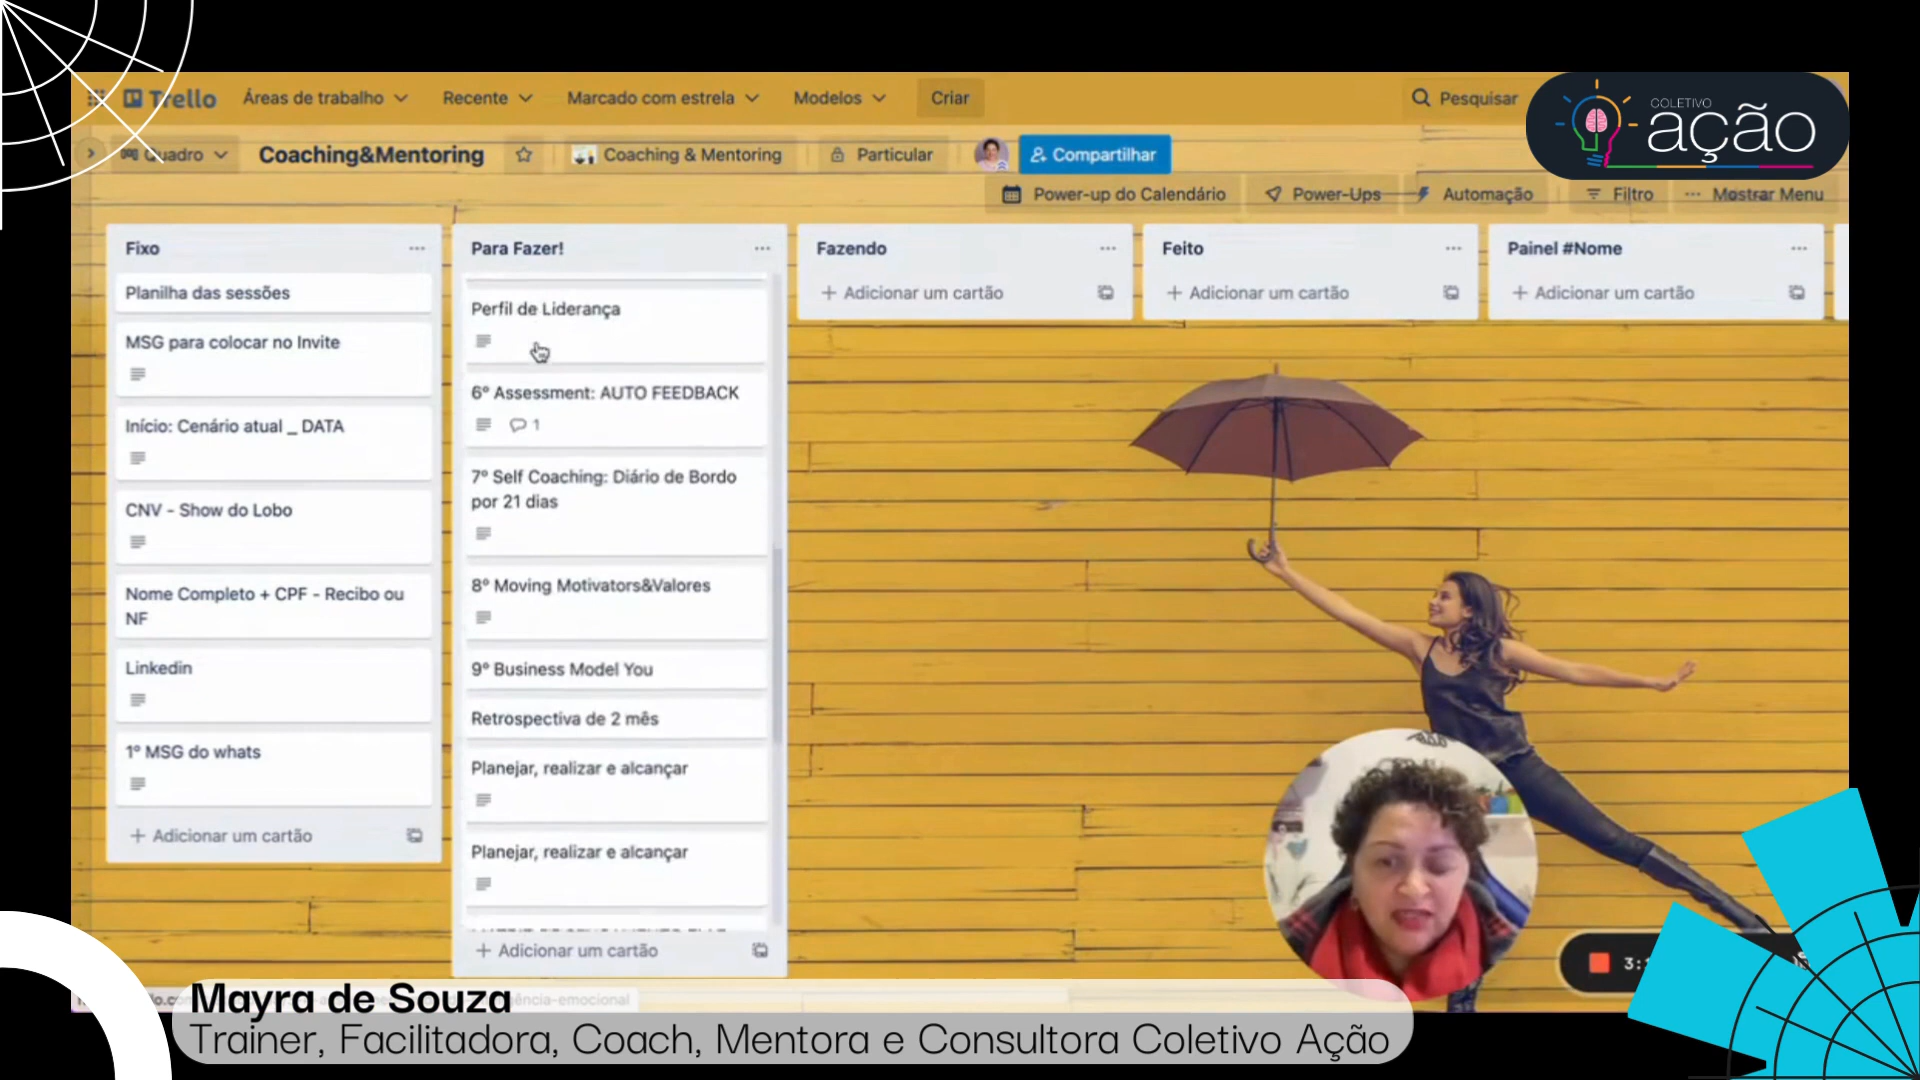 Trello
Áreas de trabalho
Recente
Marcado com estrela
Modelos
Criar
Pesquisar
COLETIVO
ação
Quadro
Coaching&Mentoring
Coaching & Mentoring
Particular
Compartilhar
Power-up do Calendário
Power-Ups
Automação
Filtro
Mostrar Menu
Fixo
Planilha das sessões
MSG para colocar no Invite
Início: Cenário atual _ DATA
CNV - Show do Lobo
Nome Completo + CPF - Recibo ou
NF
Linkedin
1º MSG do whats
+ Adicionar um cartão
Para Fazer!
Perfil de Liderança
6º Assessment: AUTO FEEDBACK
1
7º Self Coaching: Diário de Bordo
por 21 dias
8º Moving Motivators&Valores
9º Business Model You
Retrospectiva de 2 mês
Planejar, realizar e alcançar
Planejar, realizar e alcançar
+ Adicionar um cartão
Fazendo
+ Adicionar um cartão
Feito
+ Adicionar um cartão
Painel #Nome
+ Adicionar um cartão
3:
Mayra de Souza
Trainer, Facilitadora, Coach, Mentora e Consultora Coletivo Ação